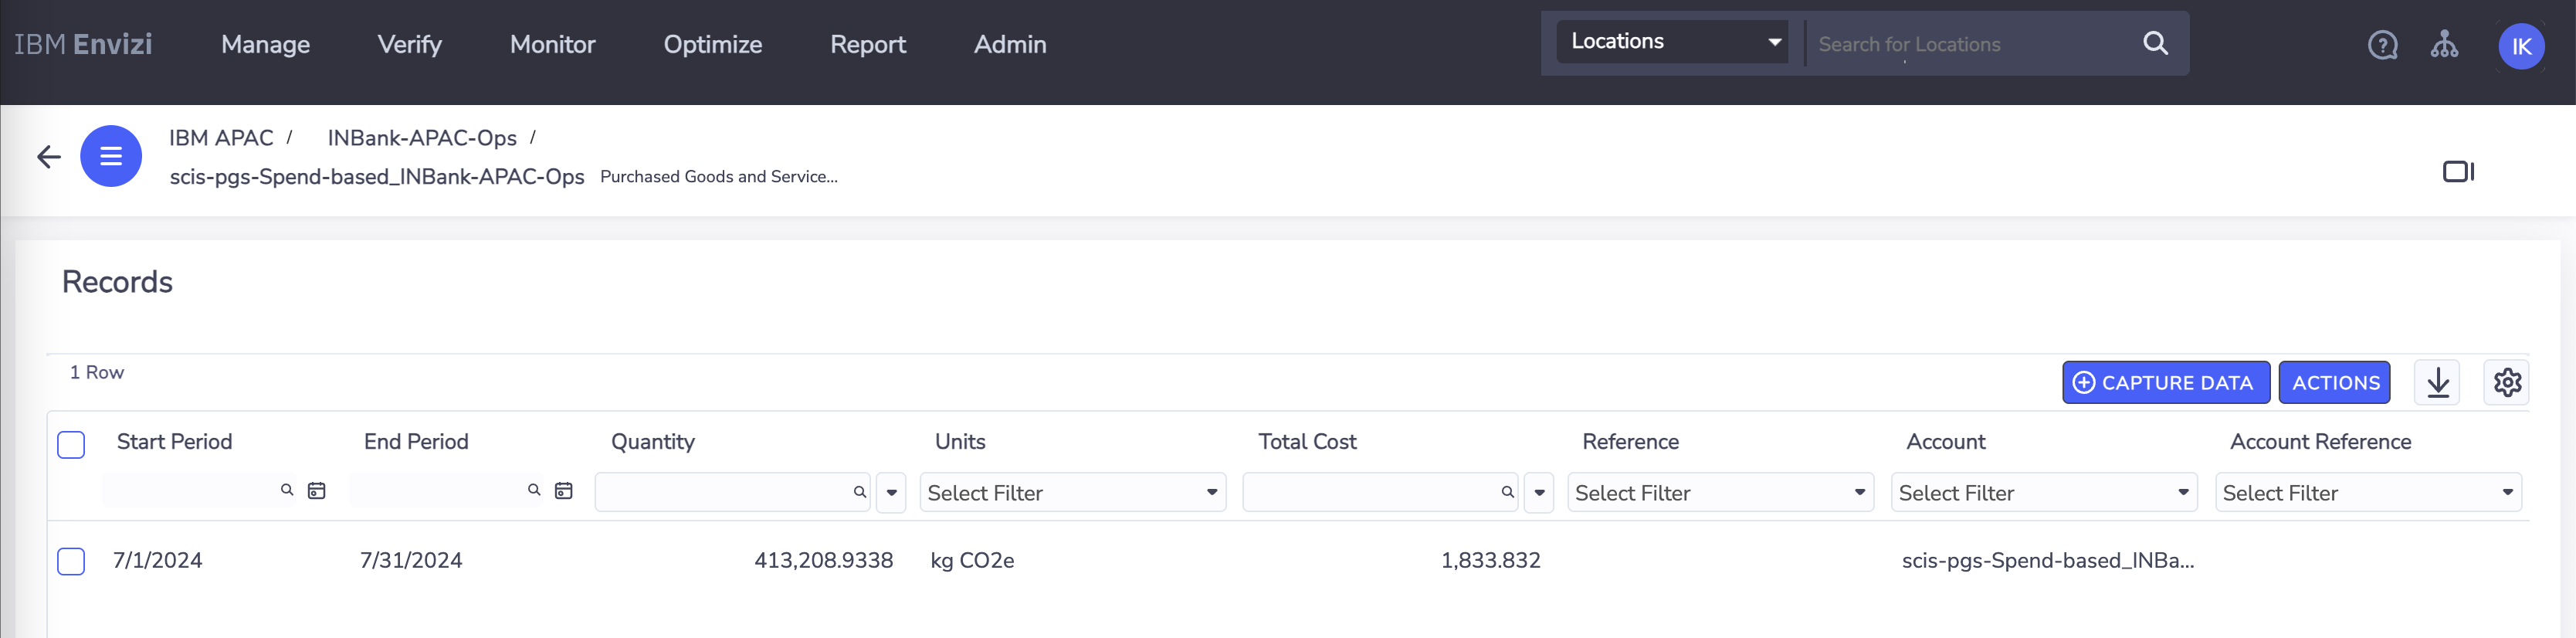 IBM Envizi Manage Verify Monitor Optimize Report Admin Locations Search for Locations ? IK
IBM APAC / INBank-APAC-Ops /
scis-pgs-Spend-based_INBank-APAC-Ops Purchased Goods and Service...
Records
1 Row CAPTURE DATA ACTIONS
Start Period End Period Quantity Units Total Cost Reference Account Account Reference
Select Filter Select Filter Select Filter Select Filter
7/1/2024 7/31/2024 413,208.9338 kg CO2e 1,833.832 scis-pgs-Spend-based_INBa...